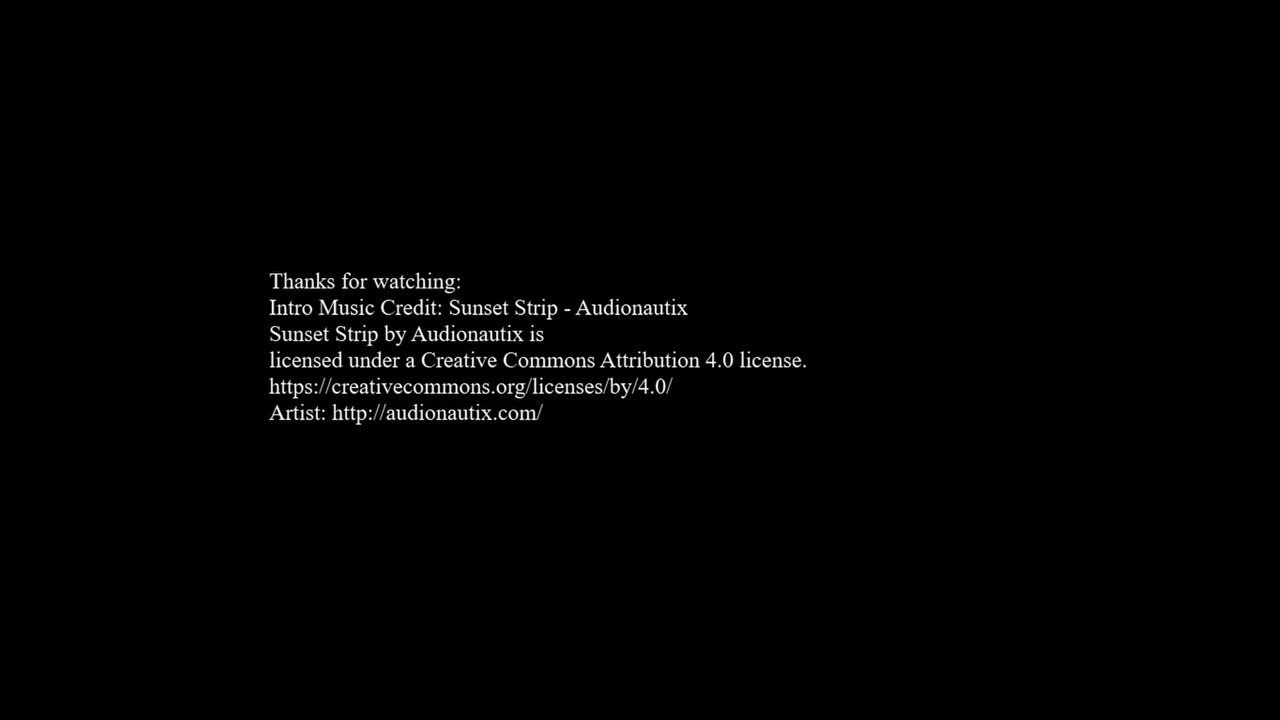 Thanks for watching:
Intro Music Credit: Sunset Strip - Audionautix
Sunset Strip by Audionautix is
licensed under a Creative Commons Attribution 4.0 license.
https://creativecommons.org/licenses/by/4.0/
Artist: http://audionautix.com/